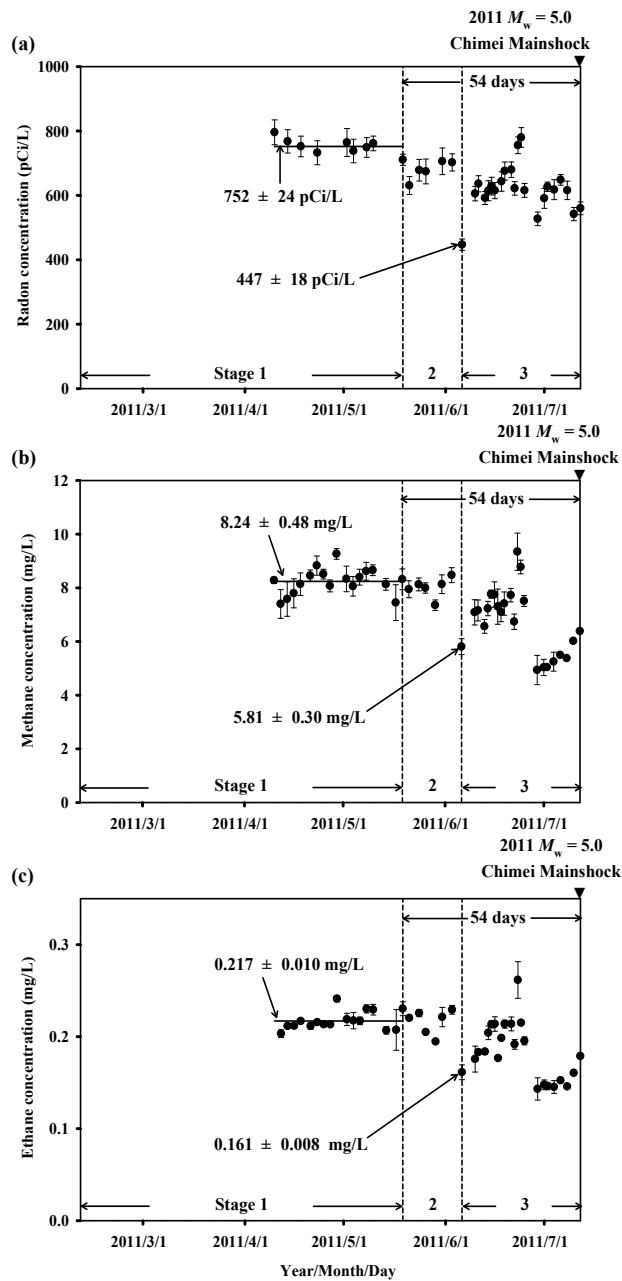 2011 Mw = 5.0
Chimei Mainshock
(a)
1000
800
600
400
200
0
Radon concentration (pCi/L)
54 days
752 ± 24 pCi/L
447 ± 18 pCi/L
Stage 1
2
3
2011/3/1
2011/4/1
2011/5/1
2011/6/1
2011/7/1
2011 Mw = 5.0
Chimei Mainshock
(b)
12
10
8
6
4
2
0
Methane concentration (mg/L)
54 days
8.24 ± 0.48 mg/L
5.81 ± 0.30 mg/L
Stage 1
2
3
2011/3/1
2011/4/1
2011/5/1
2011/6/1
2011/7/1
2011 Mw = 5.0
Chimei Mainshock
(c)
0.3
0.2
0.1
0.0
Ethane concentration (mg/L)
54 days
0.217 ± 0.010 mg/L
0.161 ± 0.008 mg/L
Stage 1
2
3
2011/3/1
2011/4/1
2011/5/1
2011/6/1
2011/7/1
Year/Month/Day